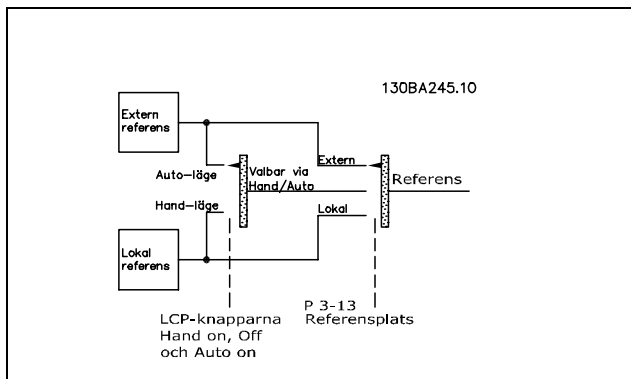 130BA245.10
Extern
referens
Auto-läge
Valbar via
Hand/Auto
Extern
Referens
Hand-läge
Lokal
Lokal
referens
LCP-knapparna
Hand on, Off
och Auto on
P 3-13
Referensplats